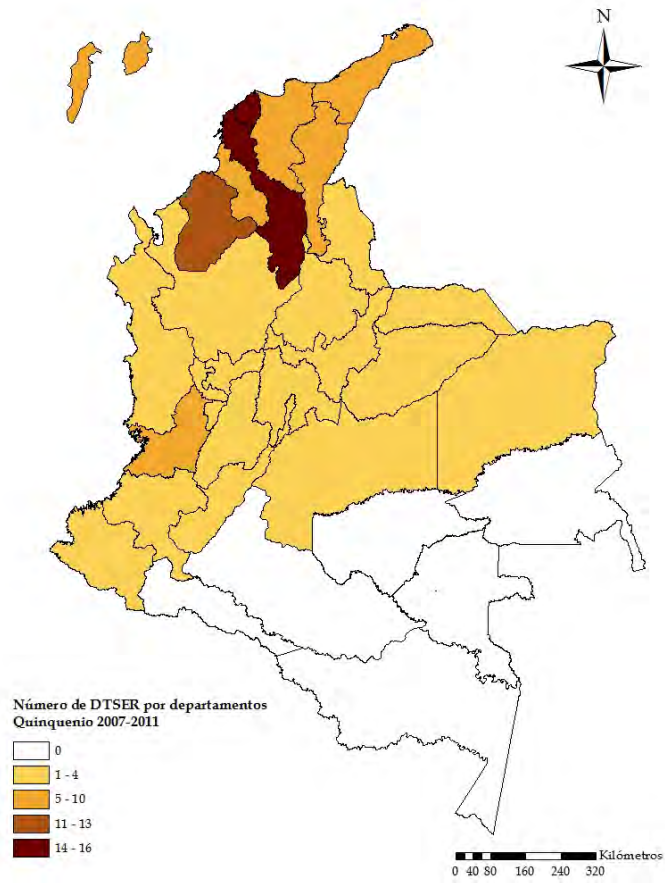 N
Número de DTSER por departamentos
Quinquenio 2007-2011
0
1 - 4
5 - 10
11 - 13
14 - 16
Kilómetros
0 40 80 160 240 320